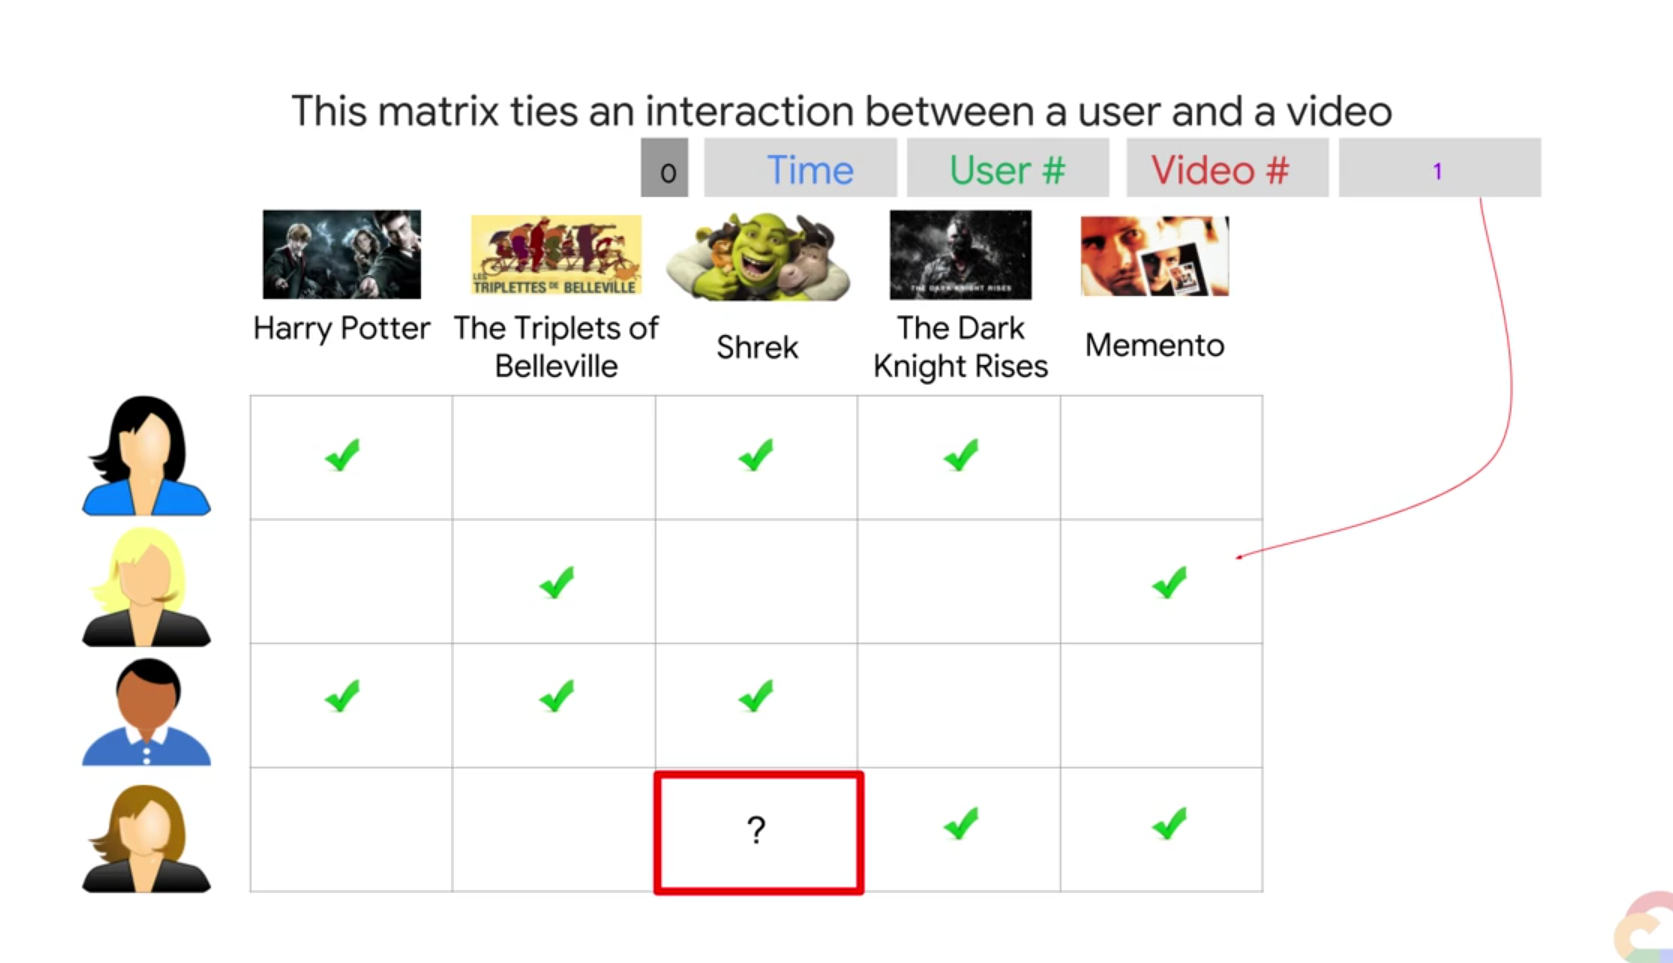 This matrix ties an interaction between a user and a video
0 Time User # Video # 1
LES
TRIPLETTES DE BELLEVILLE
THE DARK KNIGHT RISES
Harry Potter
The Triplets of
Belleville
Shrek
The Dark
Knight Rises
Memento
?